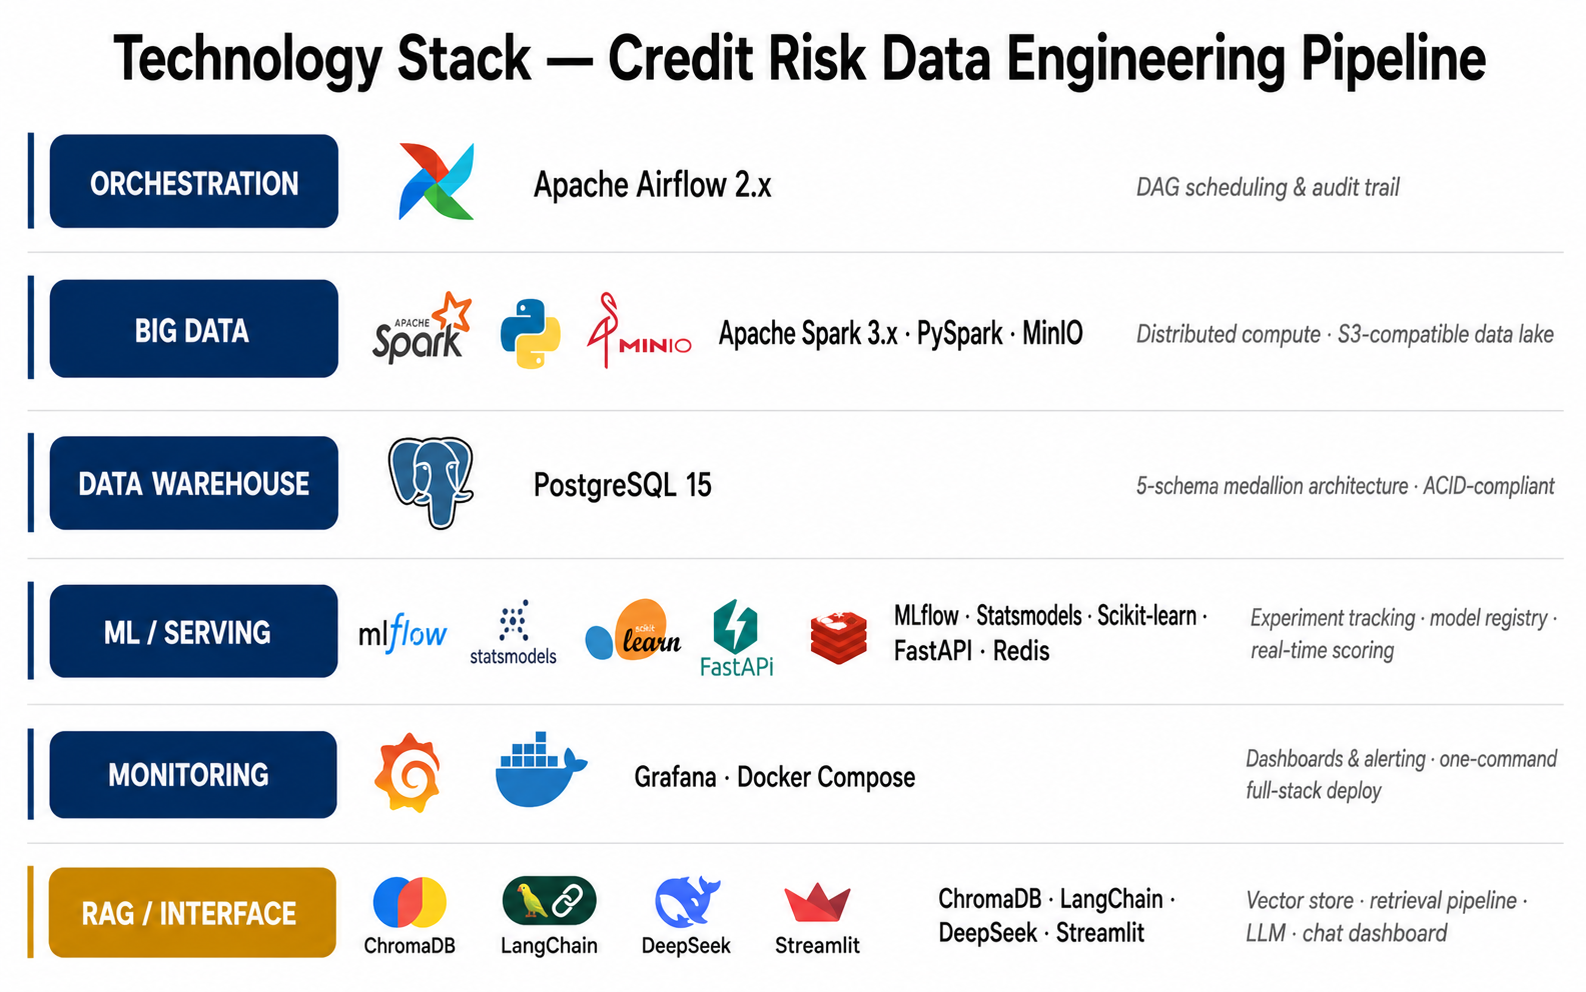 Technology Stack — Credit Risk Data Engineering Pipeline
ORCHESTRATION
Apache Airflow 2.x
DAG scheduling & audit trail
BIG DATA
APACHE
Spark
MINIO
Apache Spark 3.x · PySpark · MinIO
Distributed compute · S3-compatible data lake
DATA WAREHOUSE
PostgreSQL 15
5-schema medallion architecture · ACID-compliant
ML / SERVING
mlflow
statsmodels
scikit
learn
FastAPi
MLflow · Statsmodels · Scikit-learn ·
FastAPI · Redis
Experiment tracking · model registry ·
real-time scoring
MONITORING
Grafana · Docker Compose
Dashboards & alerting · one-command
full-stack deploy
RAG / INTERFACE
ChromaDB
LangChain
DeepSeek
Streamlit
ChromaDB · LangChain ·
DeepSeek · Streamlit
Vector store · retrieval pipeline ·
LLM · chat dashboard